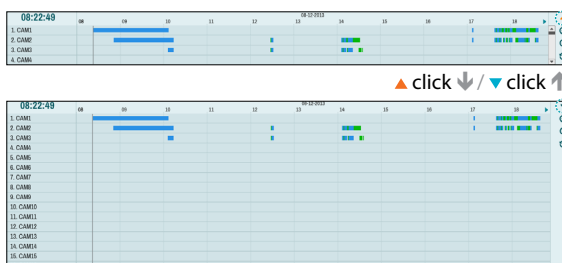 08:22:49
08-12-2013
08 09 10 11 12 13 14 15 16 17 18
1. CAM1
2. CAM2
3. CAM3
4. CAM4
click / click
08:22:49
08-12-2013
08 09 10 11 12 13 14 15 16 17 18
1. CAM1
2. CAM2
3. CAM3
4. CAM4
5. CAM5
6. CAM6
7. CAM7
8. CAM8
9. CAM9
10. CAM10
11. CAM11
12. CAM12
13. CAM13
14. CAM14
15. CAM15